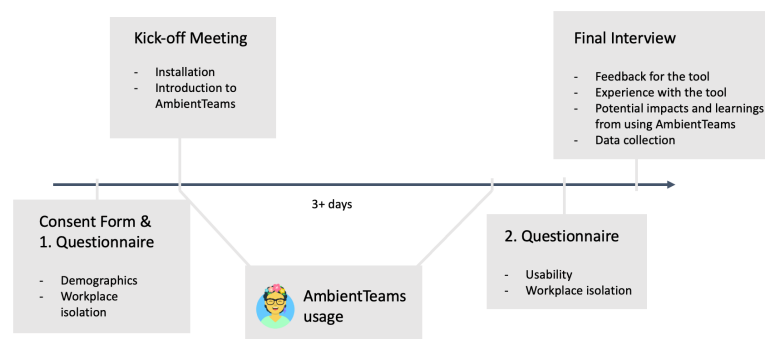 Kick-off Meeting
- Installation
- Introduction to
AmbientTeams
Final Interview
- Feedback for the tool
- Experience with the tool
- Potential impacts and learnings
from using AmbientTeams
- Data collection
3+ days
Consent Form &
1. Questionnaire
- Demographics
- Workplace
isolation
AmbientTeams
usage
2. Questionnaire
- Usability
- Workplace isolation